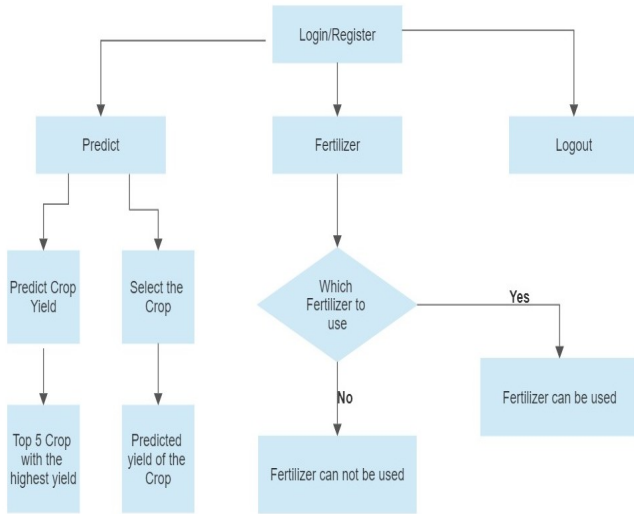 Login/Register
Predict
Fertilizer
Logout
Predict Crop
Yield
Select the
Crop
Which
Fertilizer to
use
Yes
Fertilizer can be used
No
Top 5 Crop
with the
highest yield
Predicted
yield of the
Crop
Fertilizer can not be used